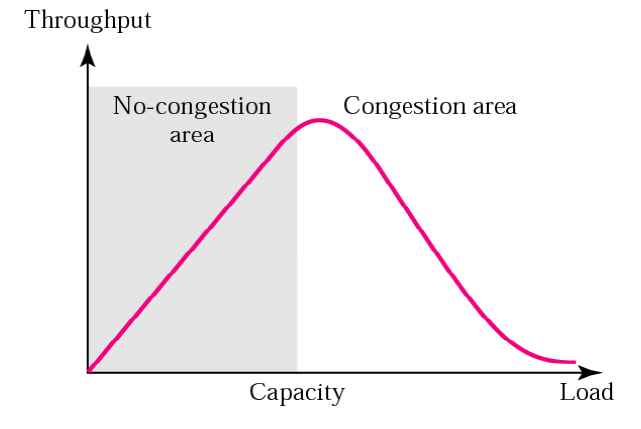 Throughput
No-congestion
area
Congestion area
Capacity
Load